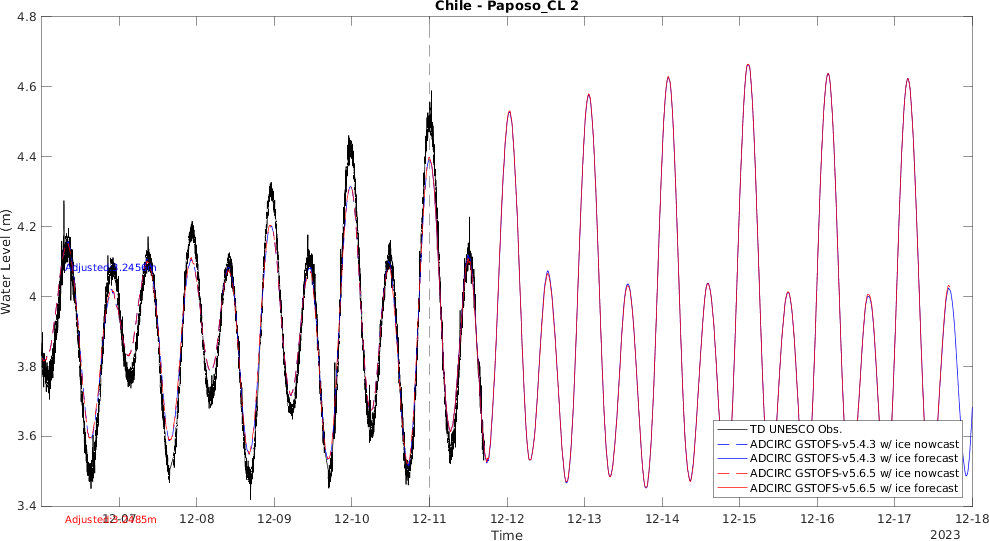 Chile - Paposo_CL 2
4.8
4.6
4.4
4.2
4
3.8
3.6
3.4
Water Level (m)
TD UNESCO Obs.
ADCIRC GSTOFS-v5.4.3 w/ ice nowcast
ADCIRC GSTOFS-v5.4.3 w/ ice forecast
ADCIRC GSTOFS-v5.6.5 w/ ice nowcast
ADCIRC GSTOFS-v5.6.5 w/ ice forecast
12-07 12-08 12-09 12-10 12-11 12-12 12-13 12-14 12-15 12-16 12-17 12-18
Time
2023